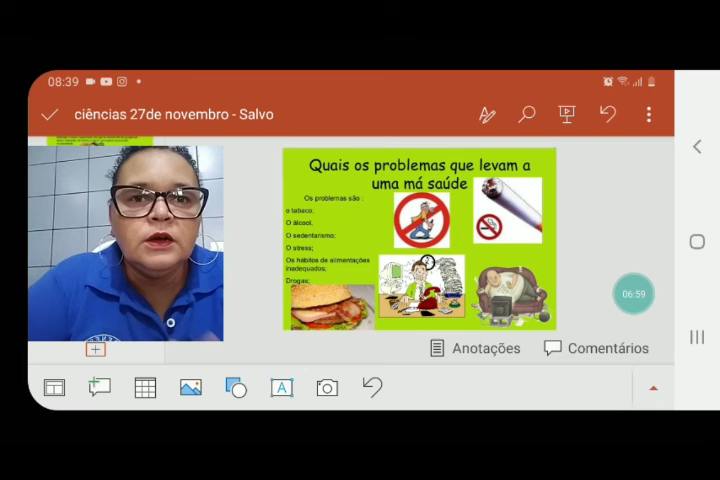 08:39
ciências 27de novembro - Salvo
Quais os problemas que levam a
uma má saúde
Os problemas são :
o tabaco;
O álcool,
O sedentarismo;
O stress;
Os hábitos de alimentações
inadequados;
Drogas;
06:59
Anotações
Comentários
A